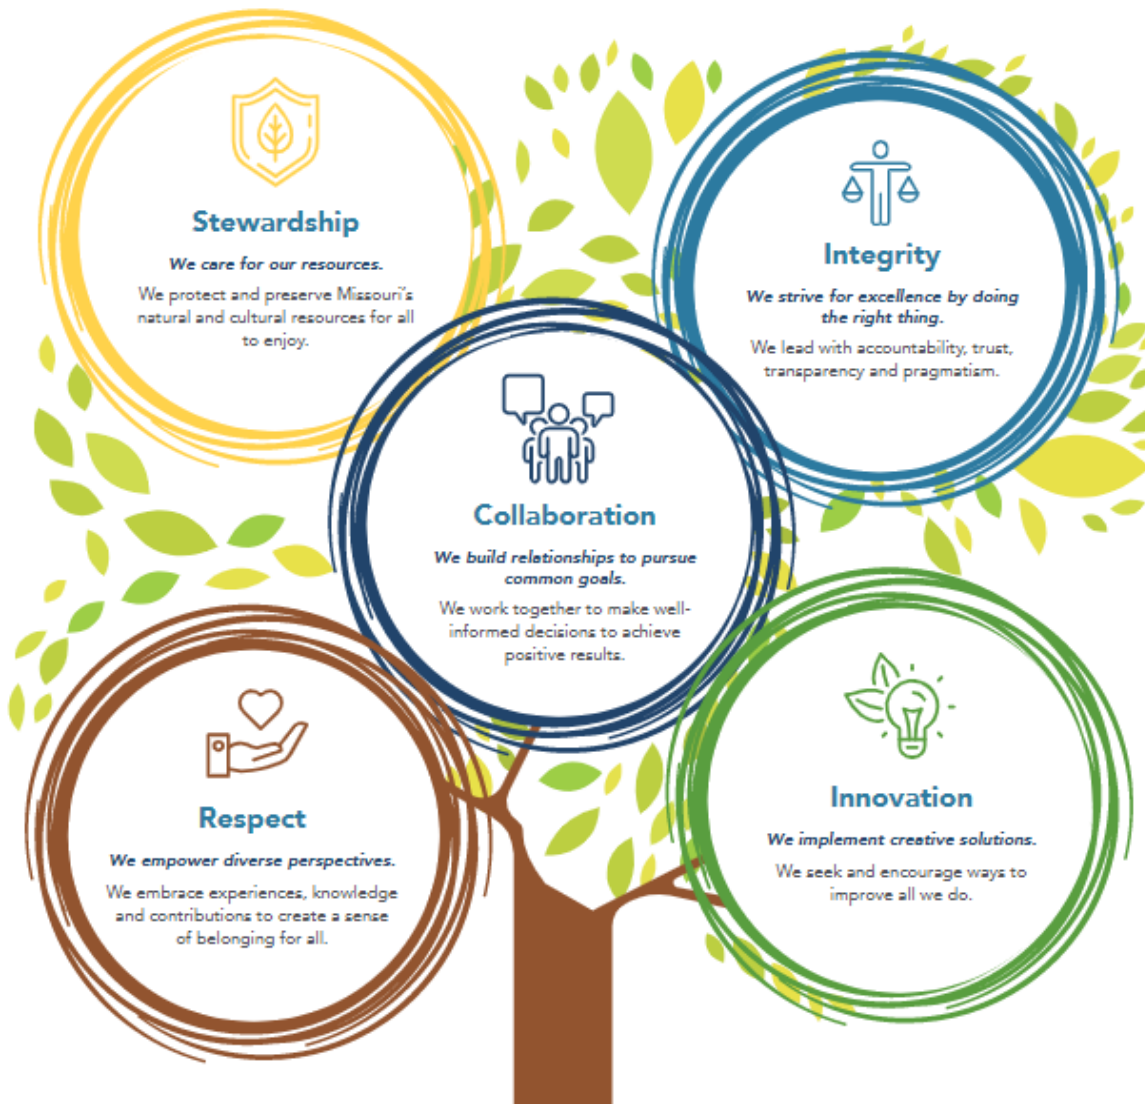 Stewardship
We care for our resources.
We protect and preserve Missouri's
natural and cultural resources for all
to enjoy.
Integrity
We strive for excellence by doing
the right thing.
We lead with accountability, trust,
transparency and pragmatism.
Collaboration
We build relationships to pursue
common goals.
We work together to make well-
informed decisions to achieve
positive results.
Respect
We empower diverse perspectives.
We embrace experiences, knowledge
and contributions to create a sense
of belonging for all.
Innovation
We implement creative solutions.
We seek and encourage ways to
improve all we do.